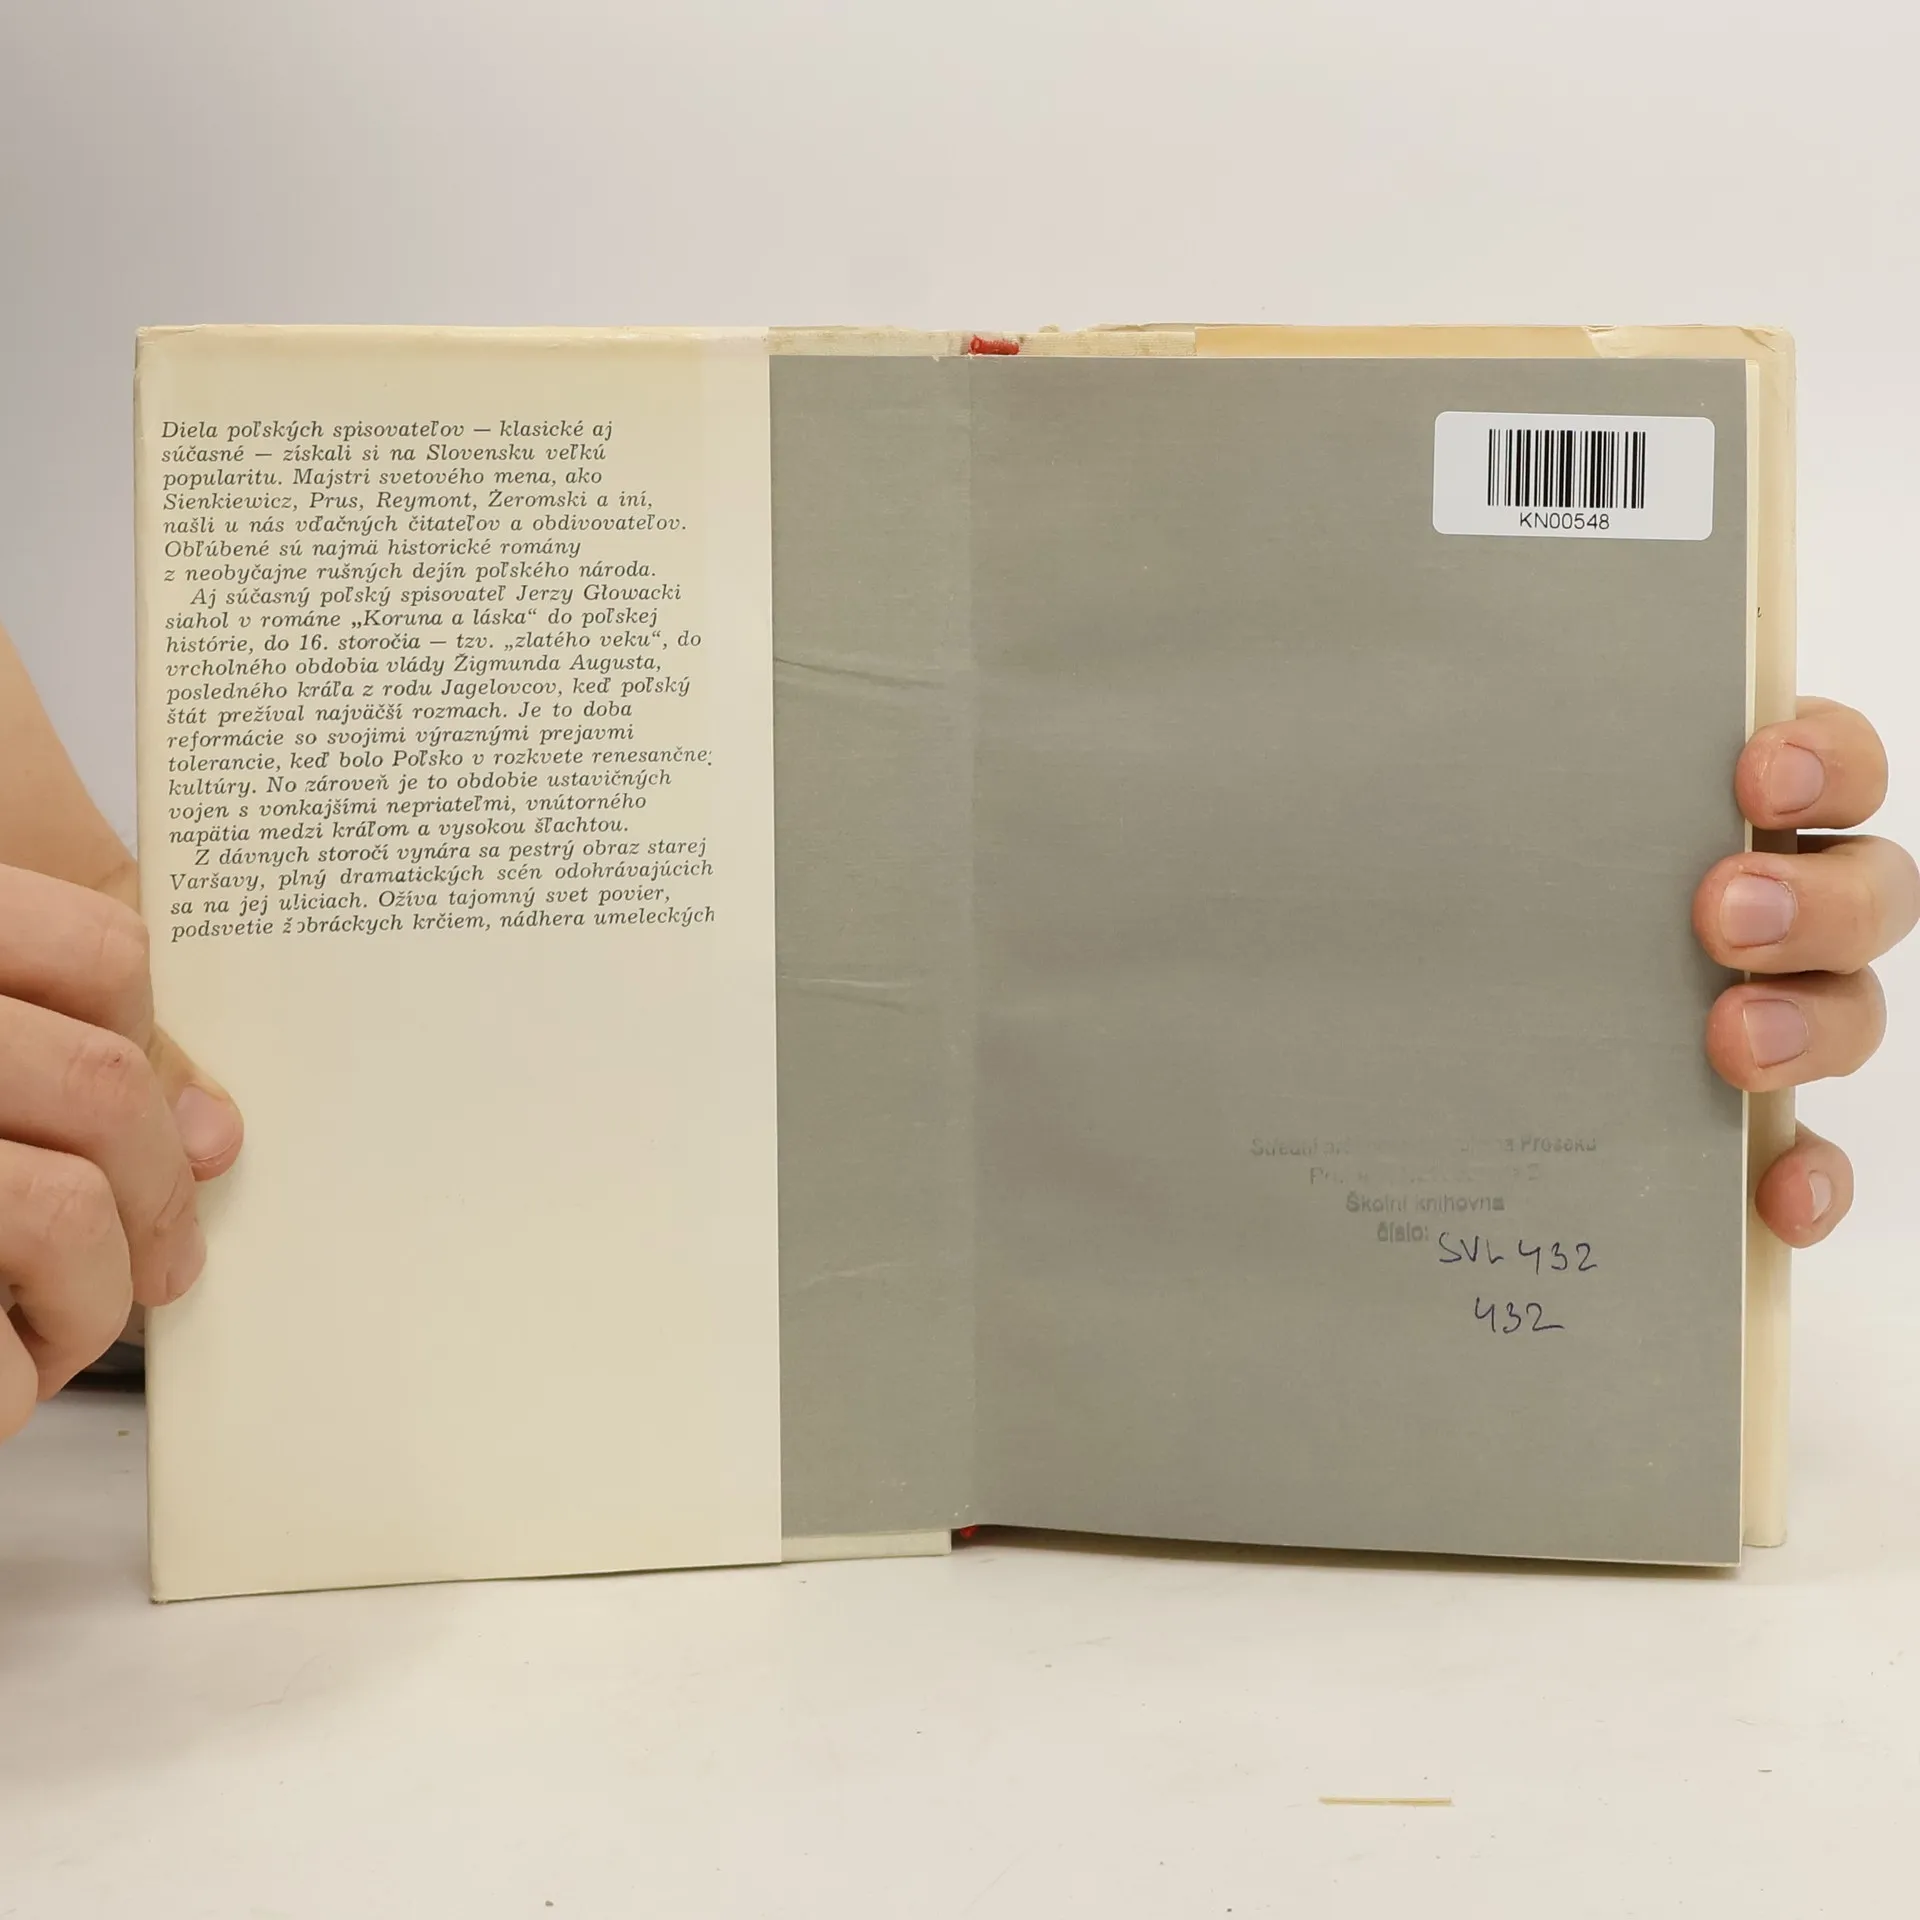 Diela poľských spisovateľov — klasické aj
súčasné — získali si na Slovensku veľkú
popularitu. Majstri svetového mena, ako
Sienkiewicz, Prus, Reymont, Żeromski a iní,
našli u nás vďačných čitateľov a obdivovateľov.
Obľúbené sú najmä historické romány
z neobyčajne rušných dejín poľského národa.
Aj súčasný poľský spisovateľ Jerzy Głowacki
siahol v románe „Koruna a láska“ do poľskej
histórie, do 16. storočia — tzv. „zlatého veku“, do
vrcholného obdobia vlády Žigmunda Augusta,
posledného kráľa z rodu Jagelovcov, keď poľský
štát prežíval najväčší rozmach. Je to doba
reformácie so svojimi výraznými prejavmi
tolerancie, keď bolo Poľsko v rozkvete renesančnej
kultúry. No zároveň je to obdobie ustavičných
vojen s vonkajšími nepriateľmi, vnútorného
napätia medzi kráľom a vysokou šľachtou.
Z dávnych storočí vynára sa pestrý obraz starej
Varšavy, plný dramatických scén odohrávajúcich
sa na jej uliciach. Ožíva tajomný svet povier,
podsvetie žobráckych krčiem, nádhera umeleckých
KN00548
Střední Proseku
Školní knihovna
číslo: SVL 432
432